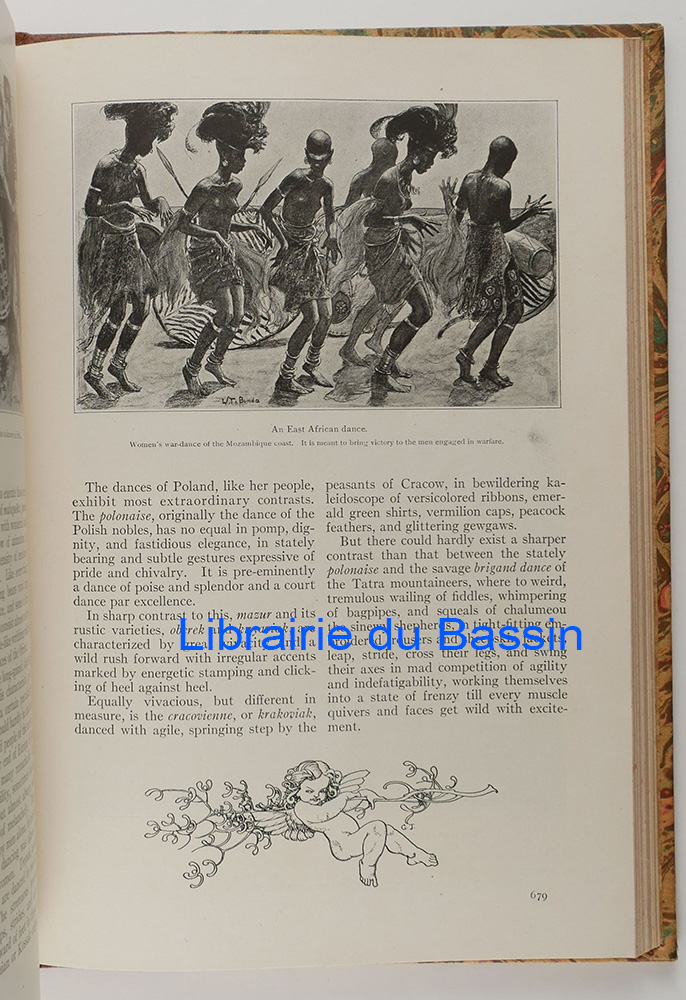 W.T. Benda
An East African dance.
Women's war-dance of the Mozambique coast. It is meant to bring victory to the men engaged in warfare.
The dances of Poland, like her people,
exhibit most extraordinary contrasts.
The polonaise, originally the dance of the
Polish nobles, has no equal in pomp, dig-
nity, and fastidious elegance, in stately
bearing and subtle gestures expressive of
pride and chivalry. It is pre-eminently
a dance of poise and splendor and a court
dance par excellence.
In sharp contrast to this, mazur and its
rustic varieties, oberek
characterized by
wild rush forward with irregular accents
marked by energetic stamping and click-
ing of heel against heel.
Equally vivacious, but different in
measure, is the cracovienne, or krakoviak,
danced with agile, springing step by the
peasants of Cracow, in bewildering ka-
leidoscope of versicolored ribbons, emer-
ald green shirts, vermilion caps, peacock
feathers, and glittering gewgaws.
But there could hardly exist a sharper
contrast than that between the stately
polonaise and the savage brigand dance of
the Tatra mountaineers, where to weird,
tremulous wailing of fiddles, whimpering
of bagpipes, and squeals of chalumeou
the sinewy shepherds in tight-fitting em-
leap, stride, cross their legs, and swing
their axes in mad competition of agility
and indefatigability, working themselves
into a state of frenzy till every muscle
quivers and faces get wild with excite-
ment.
Librairie du Bassin
679